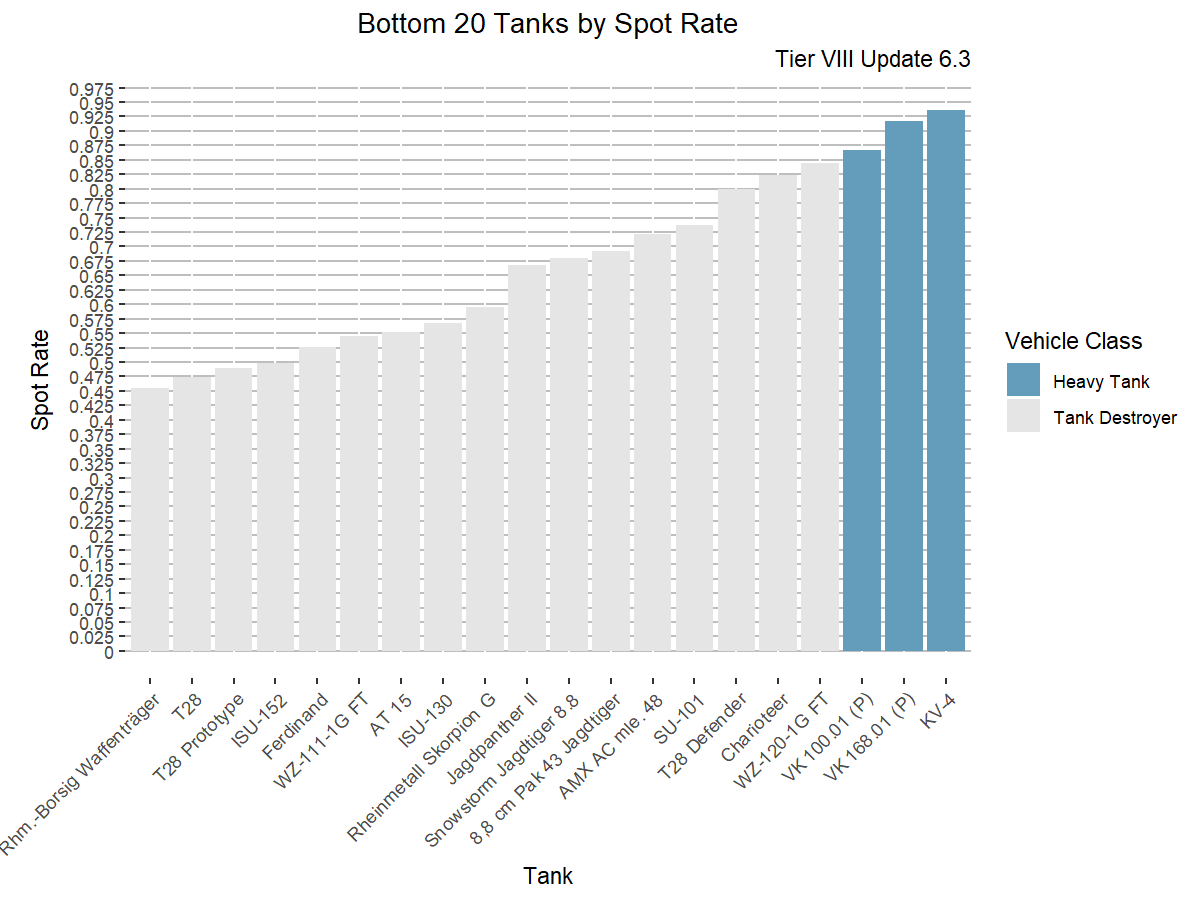 Bottom 20 Tanks by Spot Rate
Tier VIII Update 6.3
0.975
0.95
0.925
0.9
0.875
0.85
0.825
0.8
0.775
0.75
0.725
0.7
0.675
0.65
0.625
0.6
0.575
0.55
0.525
0.5
0.475
0.45
0.425
0.4
0.375
0.35
0.325
0.3
0.275
0.25
0.225
0.2
0.175
0.15
0.125
0.1
0.075
0.05
0.025
0
Spot Rate
Rhm.-Borsig Waffenträger
T28
T28 Prototype
ISU-152
Ferdinand
WZ-111-1G FT
AT 15
ISU-130
Rheinmetall Skorpion G
Jagdpanther II
Snowstorm Jagdtiger 8.8
8,8 cm Pak 43 Jagdtiger
AMX AC mle. 48
SU-101
T28 Defender
Charioteer
WZ-120-1G FT
VK 100.01 (P)
VK 168.01 (P)
KV-4
Tank
Vehicle Class
Heavy Tank
Tank Destroyer